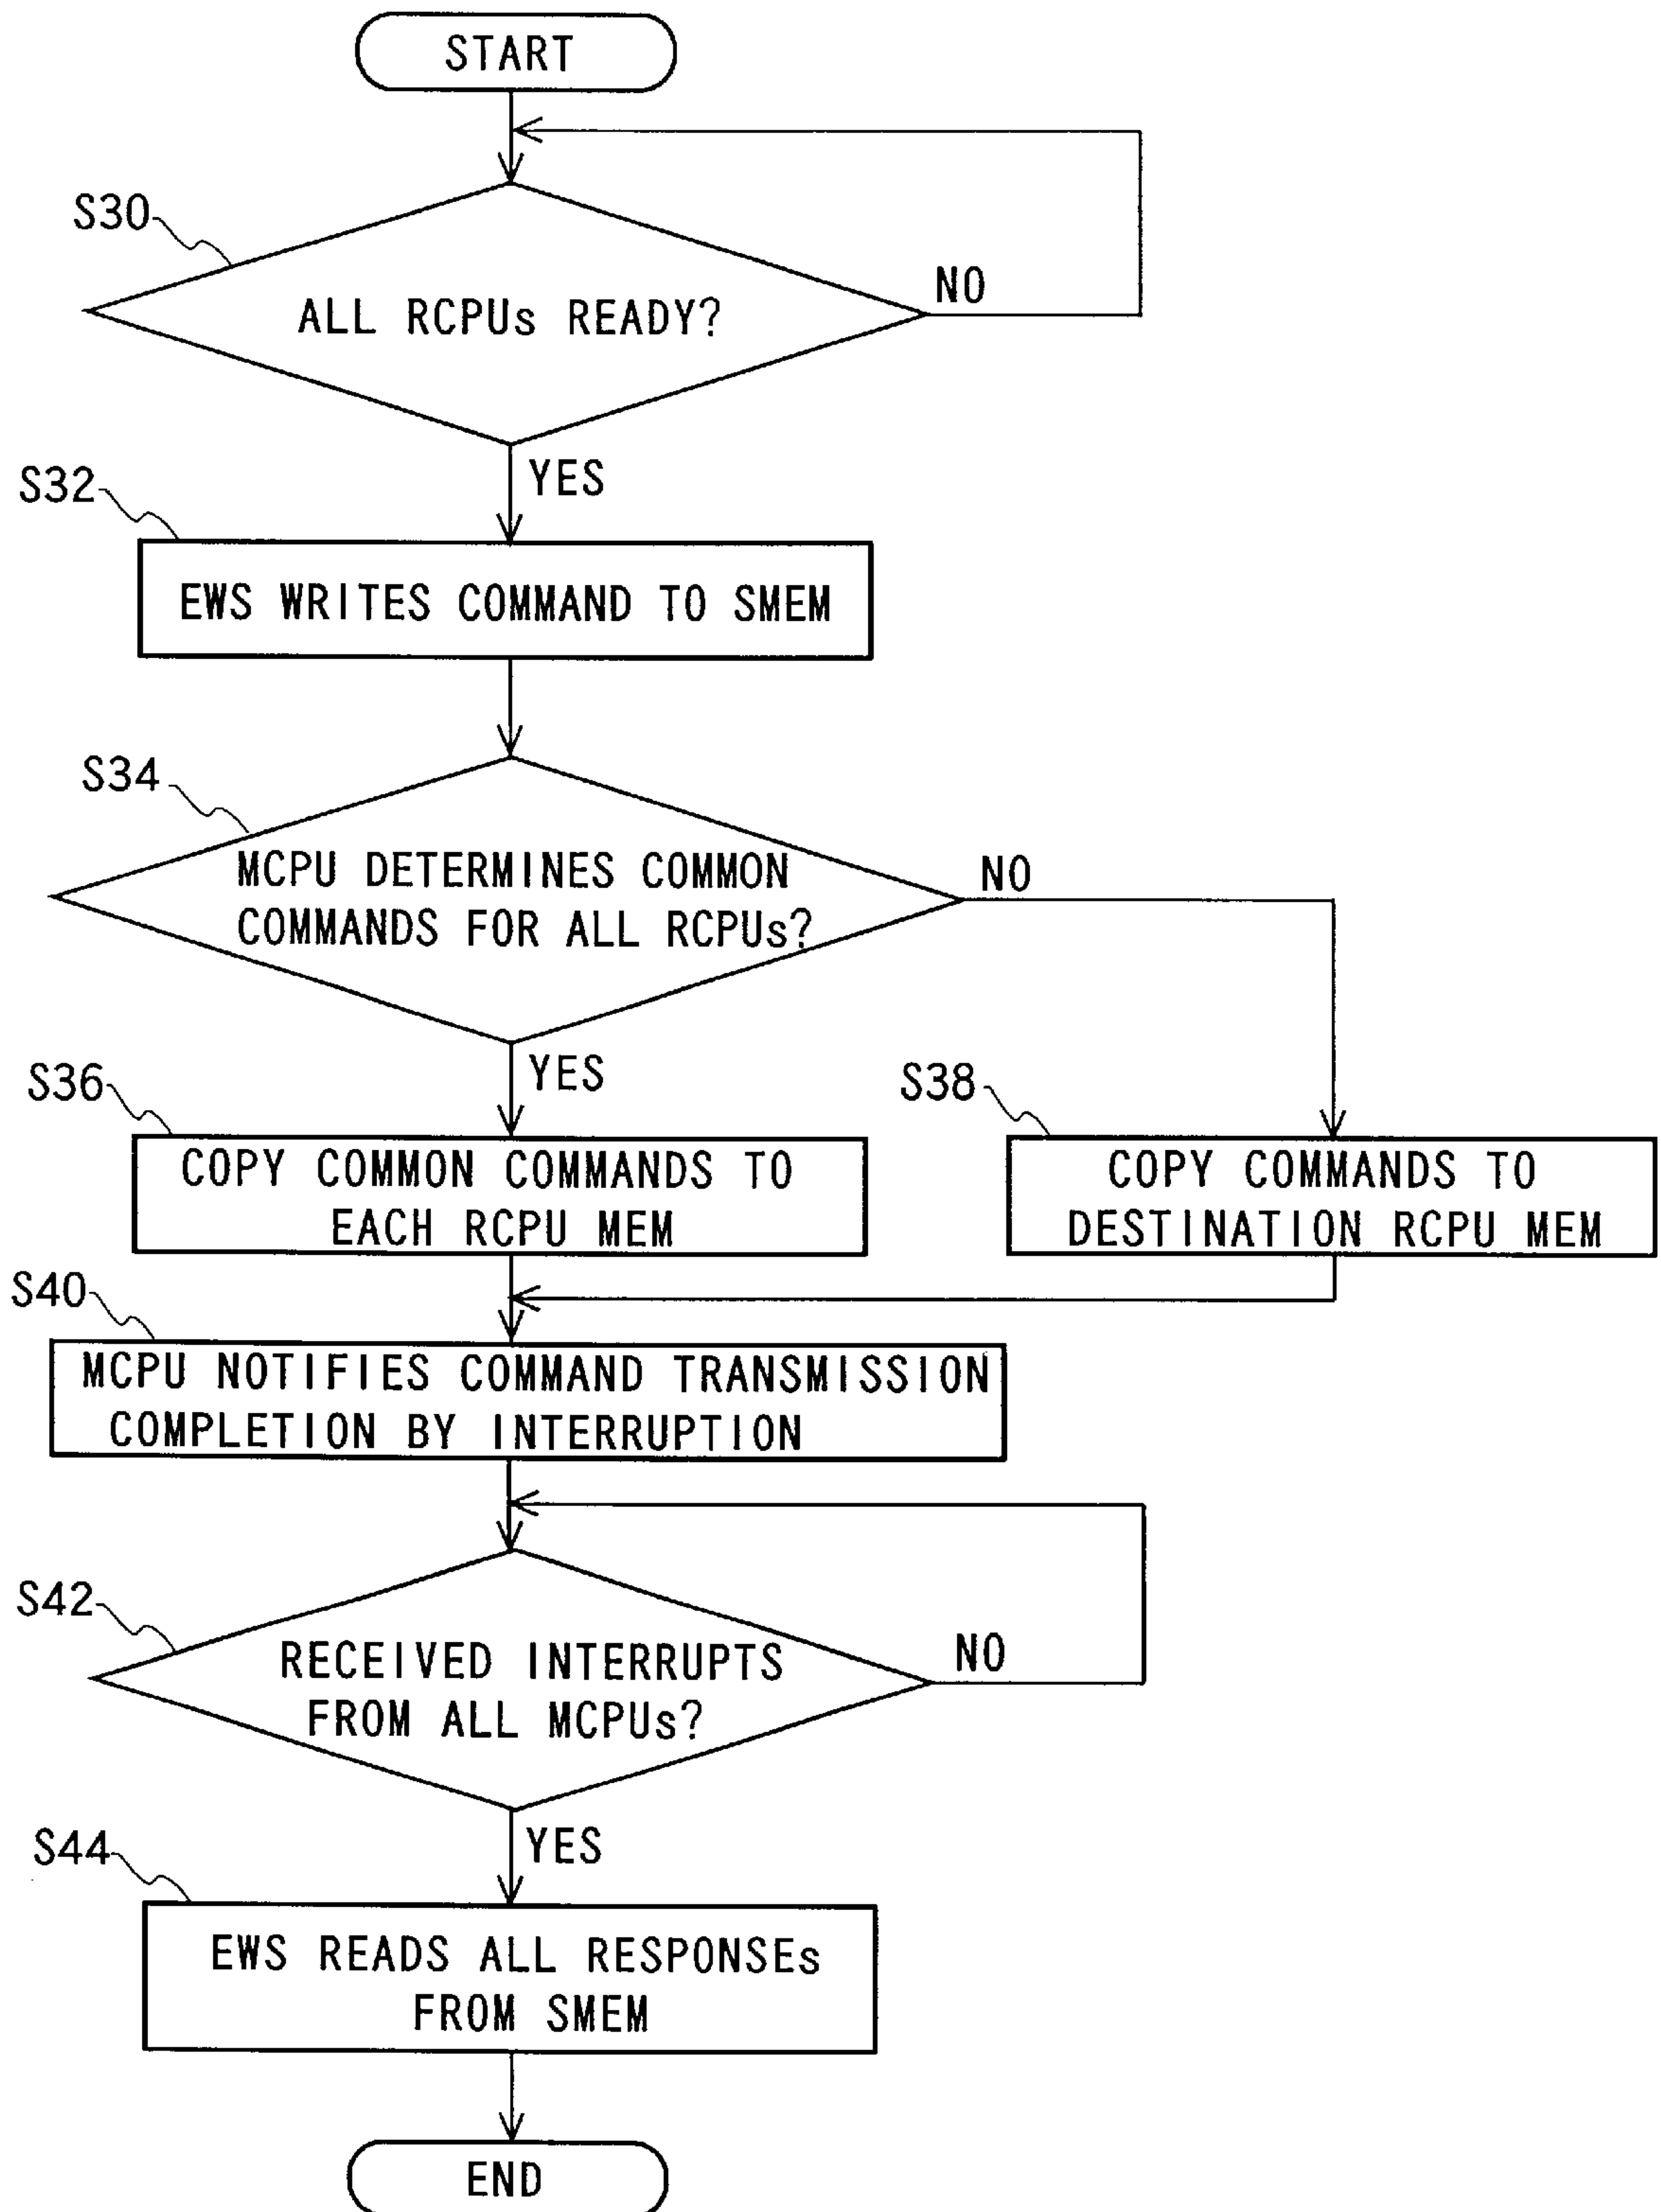 START
S30
ALL RCPUs READY?
NO
YES
S32
EWS WRITES COMMAND TO SMEM
S34
MCPU DETERMINES COMMON
COMMANDS FOR ALL RCPUs?
NO
YES
S36
COPY COMMON COMMANDS TO
EACH RCPU MEM
S38
COPY COMMANDS TO
DESTINATION RCPU MEM
S40
MCPU NOTIFIES COMMAND TRANSMISSION
COMPLETION BY INTERRUPTION
S42
RECEIVED INTERRUPTS
FROM ALL MCPUs?
NO
YES
S44
EWS READS ALL RESPONSEs
FROM SMEM
END